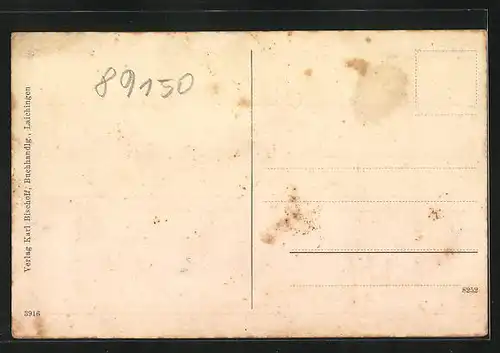 89150
Verlag Karl Bischoff, Buchhandlg., Laichingen
3916
8252